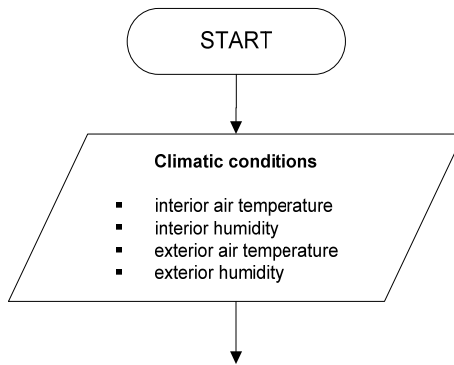 START
Climatic conditions
▪ interior air temperature
▪ interior humidity
▪ exterior air temperature
▪ exterior humidity